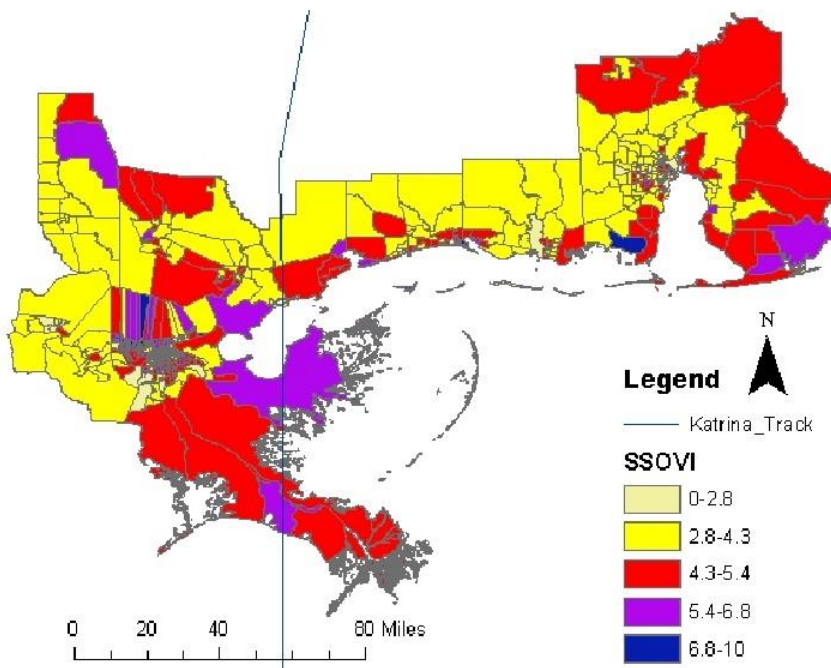 N
Legend
Katrina_Track
SSOVI
0-2.8
2.8-4.3
4.3-5.4
5.4-6.8
6.8-10
0 20 40 80 Miles